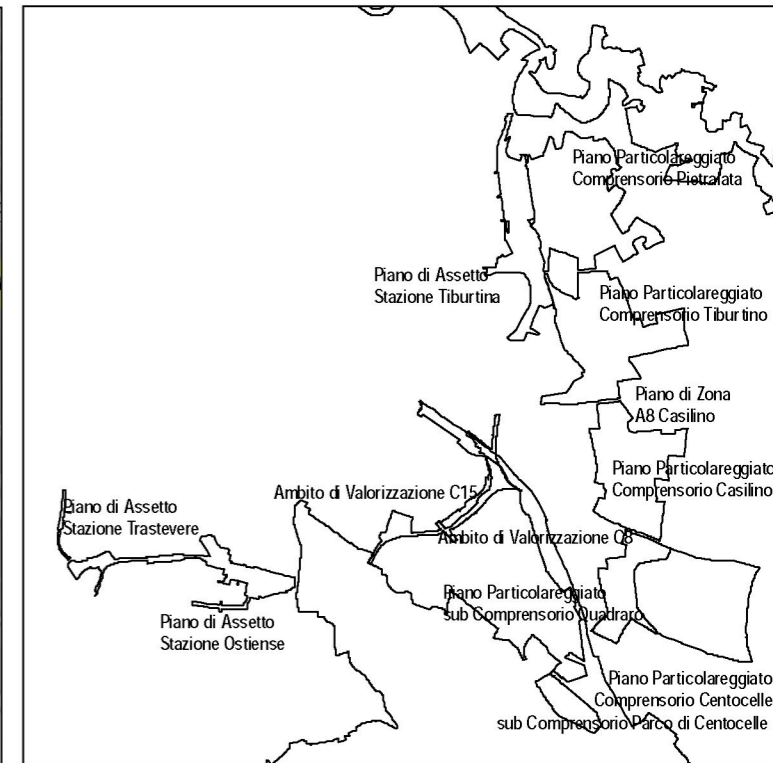 Piano Particolareggiato
Comprensorio Pietralata
Piano di Assetto
Stazione Tiburtina
Piano Particolareggiato
Comprensorio Tiburtino
Piano di Zona
A8 Casilino
Piano Particolareggiato
Comprensorio Casilino
Ambito di Valorizzazione C15
Piano di Assetto
Stazione Trastevere
Ambito di Valorizzazione C8
Piano Particolareggiato
sub Comprensorio Quadraro
Piano di Assetto
Stazione Ostiense
Piano Particolareggiato
Comprensorio Centocelle
sub Comprensorio Parco di Centocelle